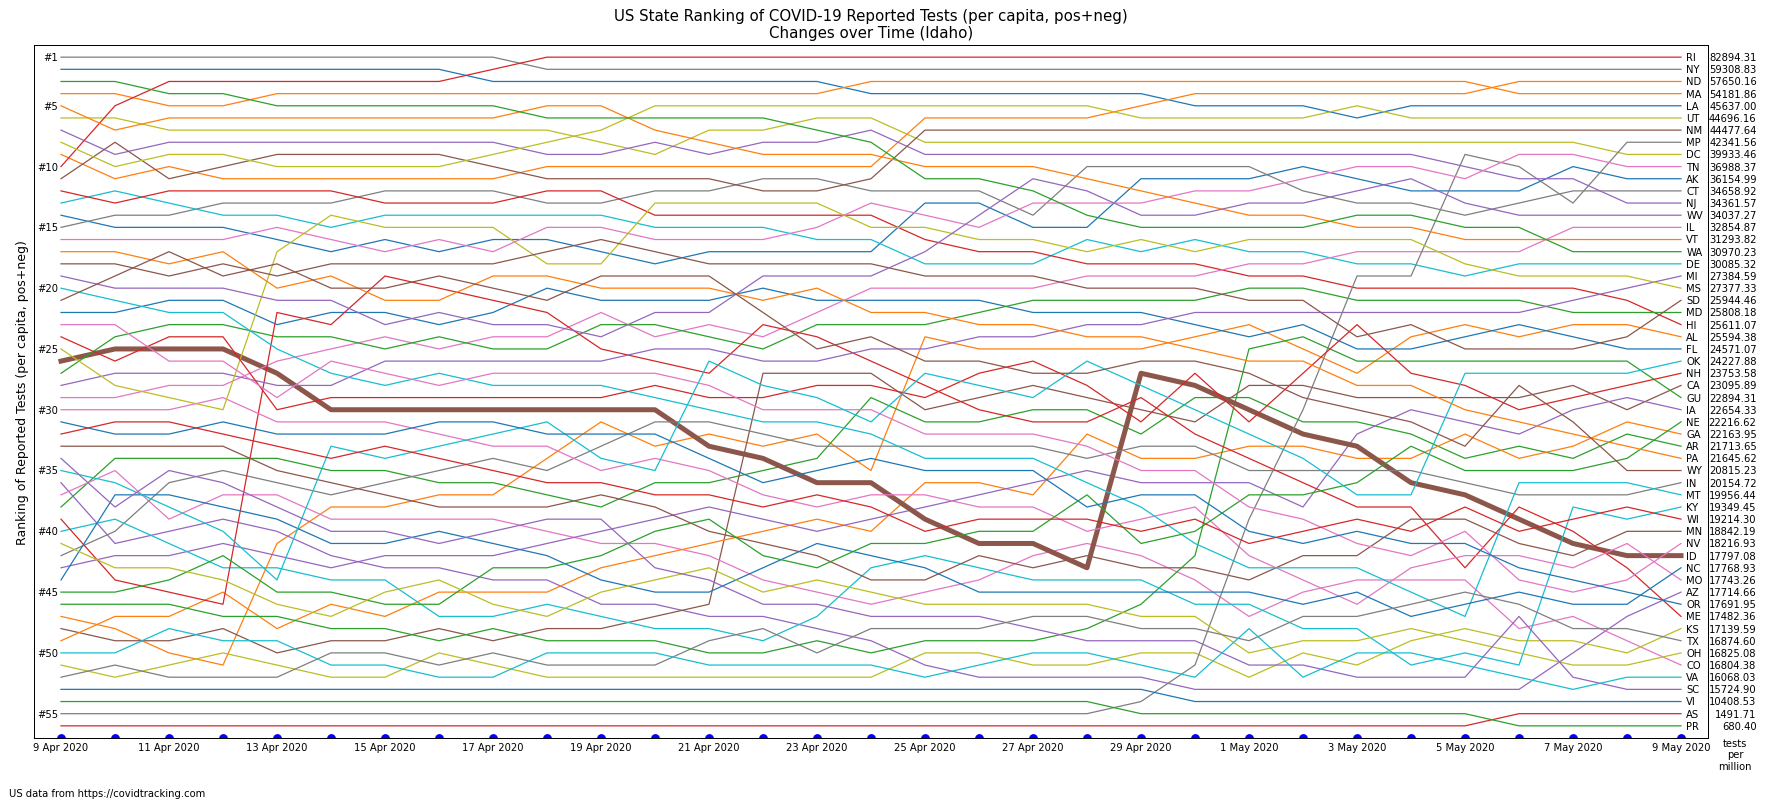 US State Ranking of COVID-19 Reported Tests (per capita, pos+neg)
Changes over Time (Idaho)
Ranking of Reported Tests (per capita, pos+neg)
#1
#5
#10
#15
#20
#25
#30
#35
#40
#45
#50
#55
RI 82894.31
NY 59308.83
ND 57650.16
MA 54181.86
LA 45637.00
UT 44696.16
NM 44477.64
MP 42341.56
DC 39933.46
TN 36988.37
AK 36154.99
CT 34658.92
NJ 34361.57
WV 34037.27
IL 32854.87
VT 31293.82
WA 30970.23
DE 30085.32
MI 27384.59
MS 27377.33
SD 25944.46
MD 25808.18
HI 25611.07
AL 25594.38
FL 24571.07
OK 24227.88
NH 23753.58
CA 23095.89
GU 22894.31
IA 22654.33
NE 22216.62
GA 22163.95
AR 21713.65
PA 21645.62
WY 20815.23
IN 20154.72
MT 19956.44
KY 19349.45
WI 19214.30
MN 18842.19
NV 18216.93
ID 17797.08
NC 17768.93
MO 17743.26
AZ 17714.66
OR 17691.95
ME 17482.36
KS 17139.59
TX 16874.60
OH 16825.08
CO 16804.38
VA 16068.03
SC 15724.90
VI 10408.53
AS 1491.71
PR 680.40
9 Apr 2020
11 Apr 2020
13 Apr 2020
15 Apr 2020
17 Apr 2020
19 Apr 2020
21 Apr 2020
23 Apr 2020
25 Apr 2020
27 Apr 2020
29 Apr 2020
1 May 2020
3 May 2020
5 May 2020
7 May 2020
9 May 2020
tests
per
million
US data from https://covidtracking.com